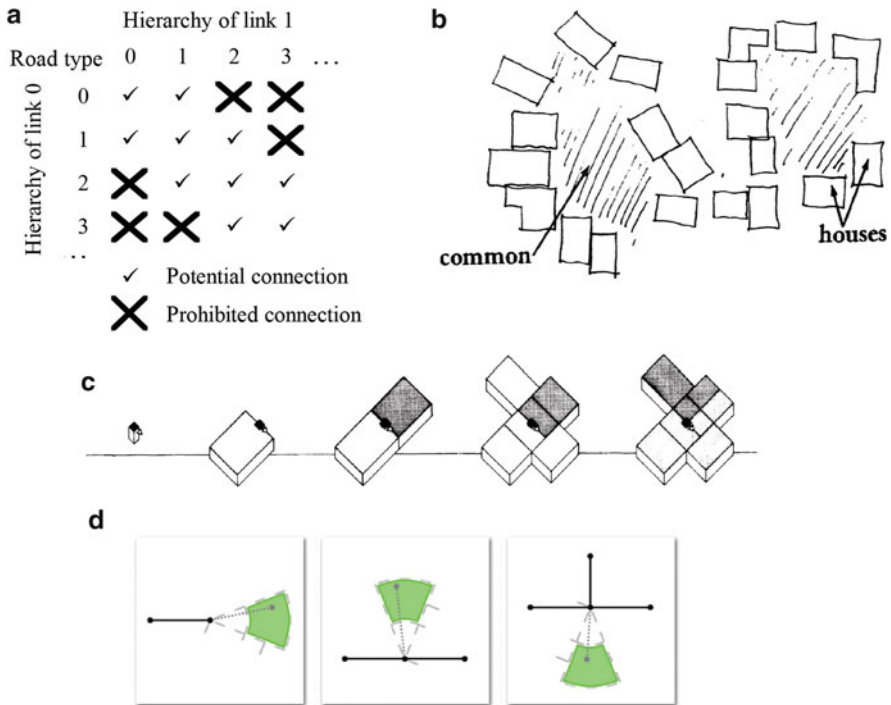 a
Hierarchy of link 1
Road type 0 1 2 3 ...
Hierarchy of link 0
0 ✓ ✓ X X
1 ✓ ✓ ✓ X
2 X ✓ ✓ ✓
3 X X ✓ ✓
..
✓ Potential connection
X Prohibited connection
b
common
houses
c
d